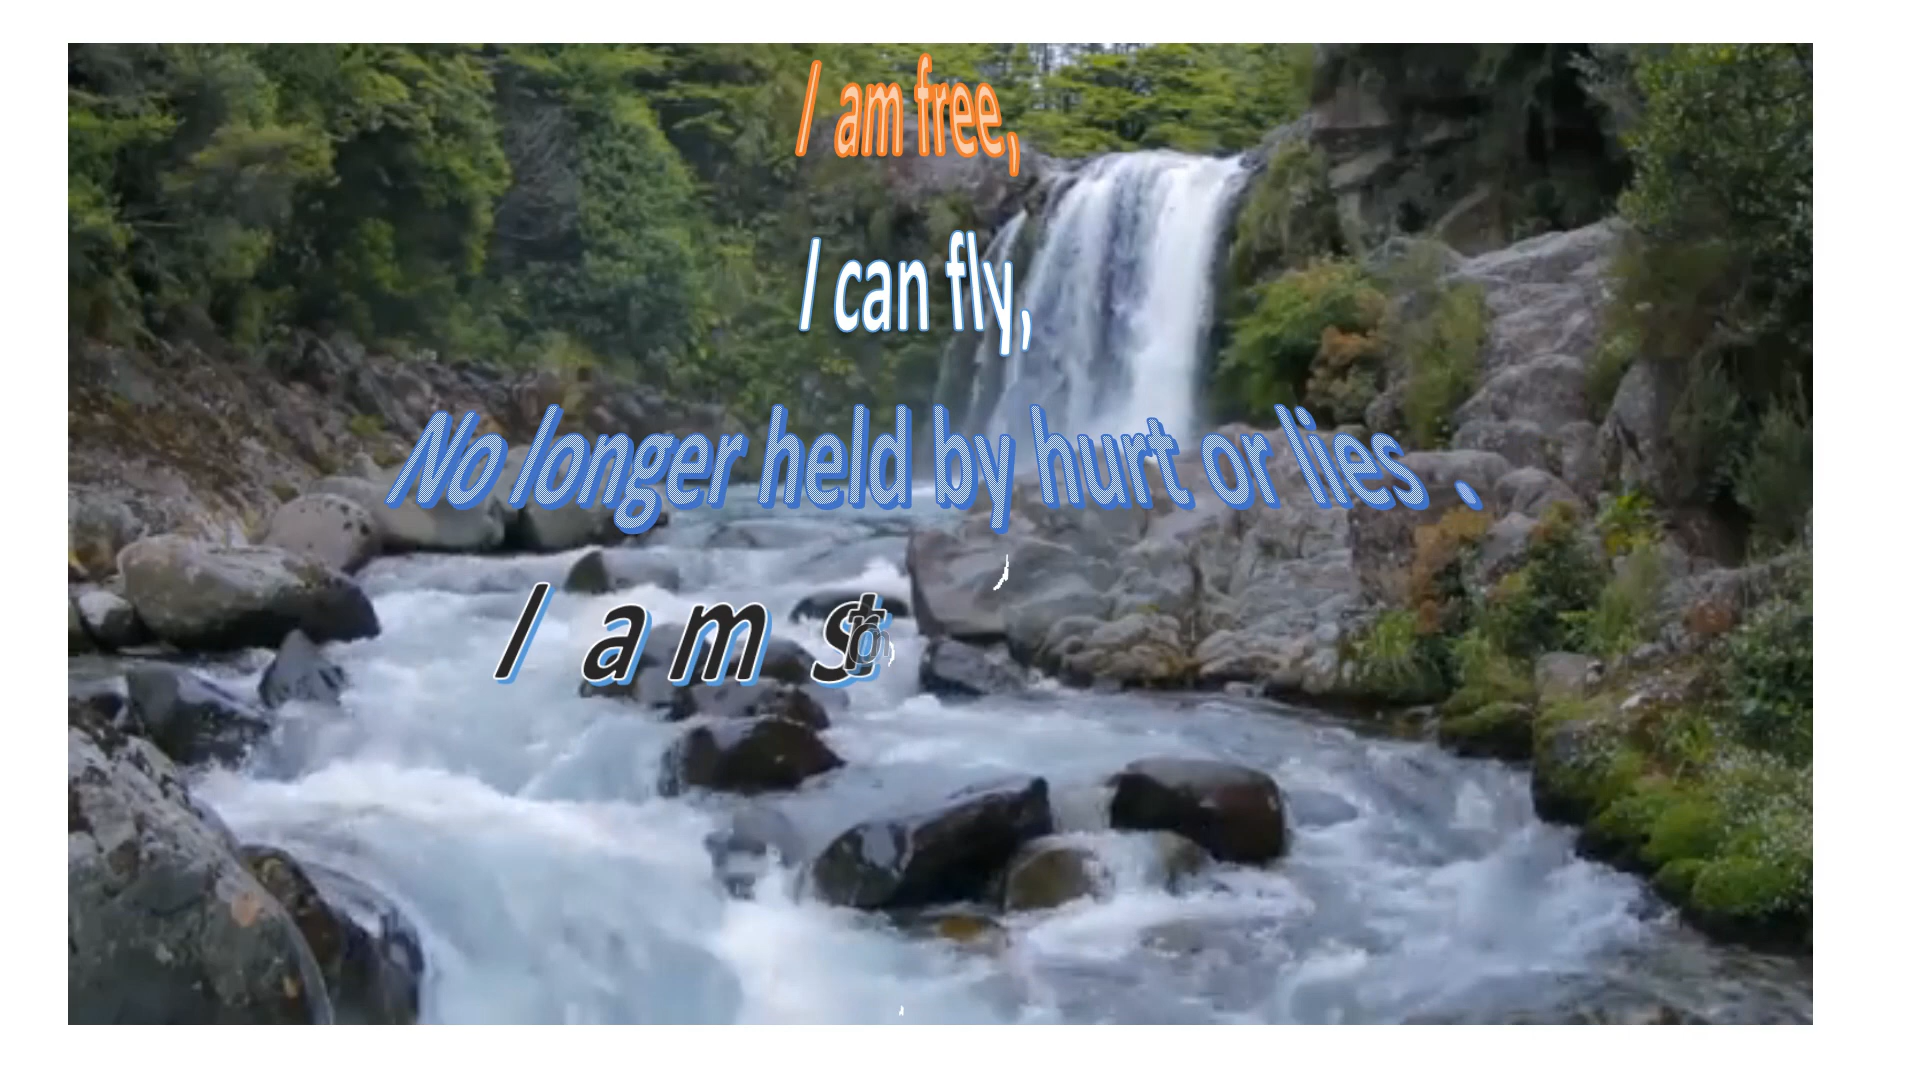 I am free,
I can fly,
No longer held by hurt or lies .
I am